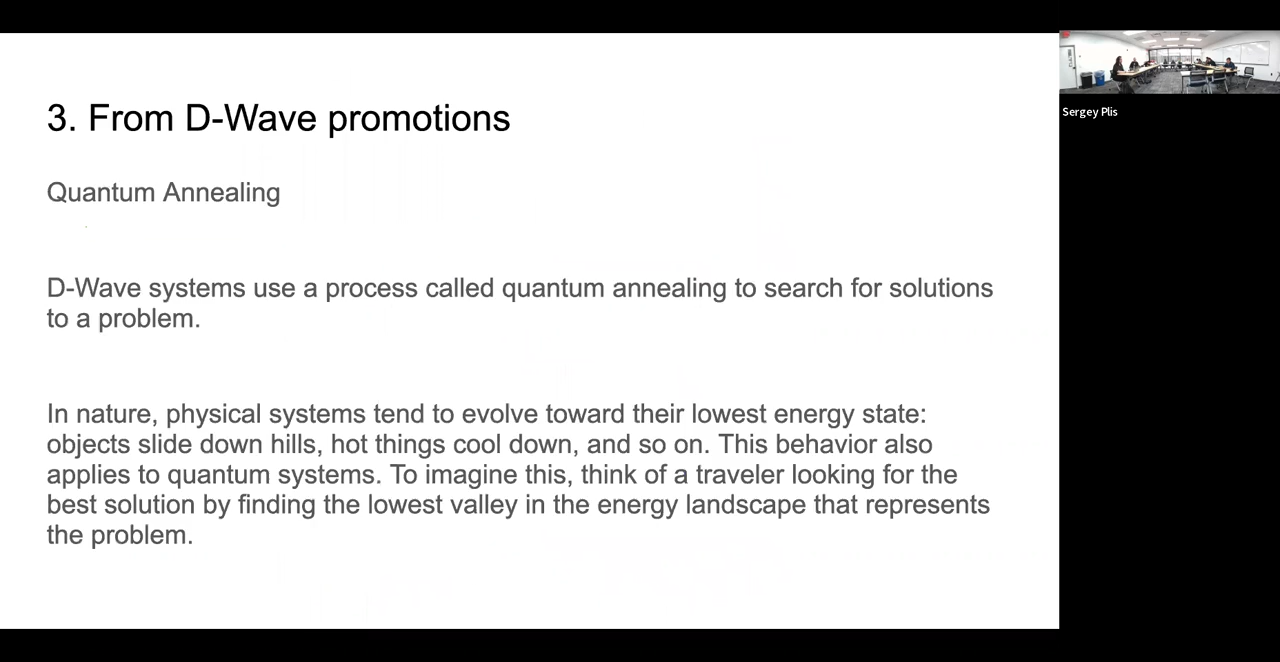 3. From D-Wave promotions
Quantum Annealing
D-Wave systems use a process called quantum annealing to search for solutions
to a problem.
In nature, physical systems tend to evolve toward their lowest energy state:
objects slide down hills, hot things cool down, and so on. This behavior also
applies to quantum systems. To imagine this, think of a traveler looking for the
best solution by finding the lowest valley in the energy landscape that represents
the problem.
Sergey Plis